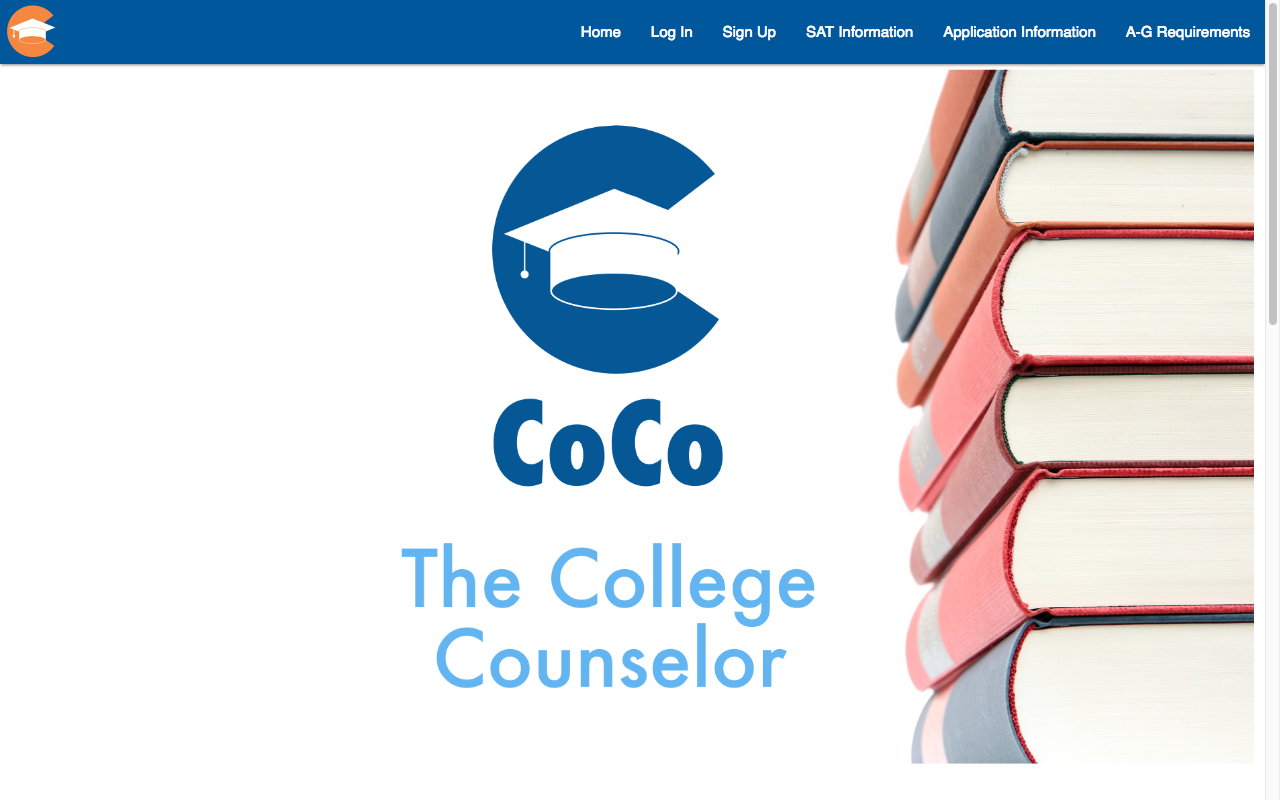 Home Log In Sign Up SAT Information Application Information A-G Requirements
CoCo
The College
Counselor